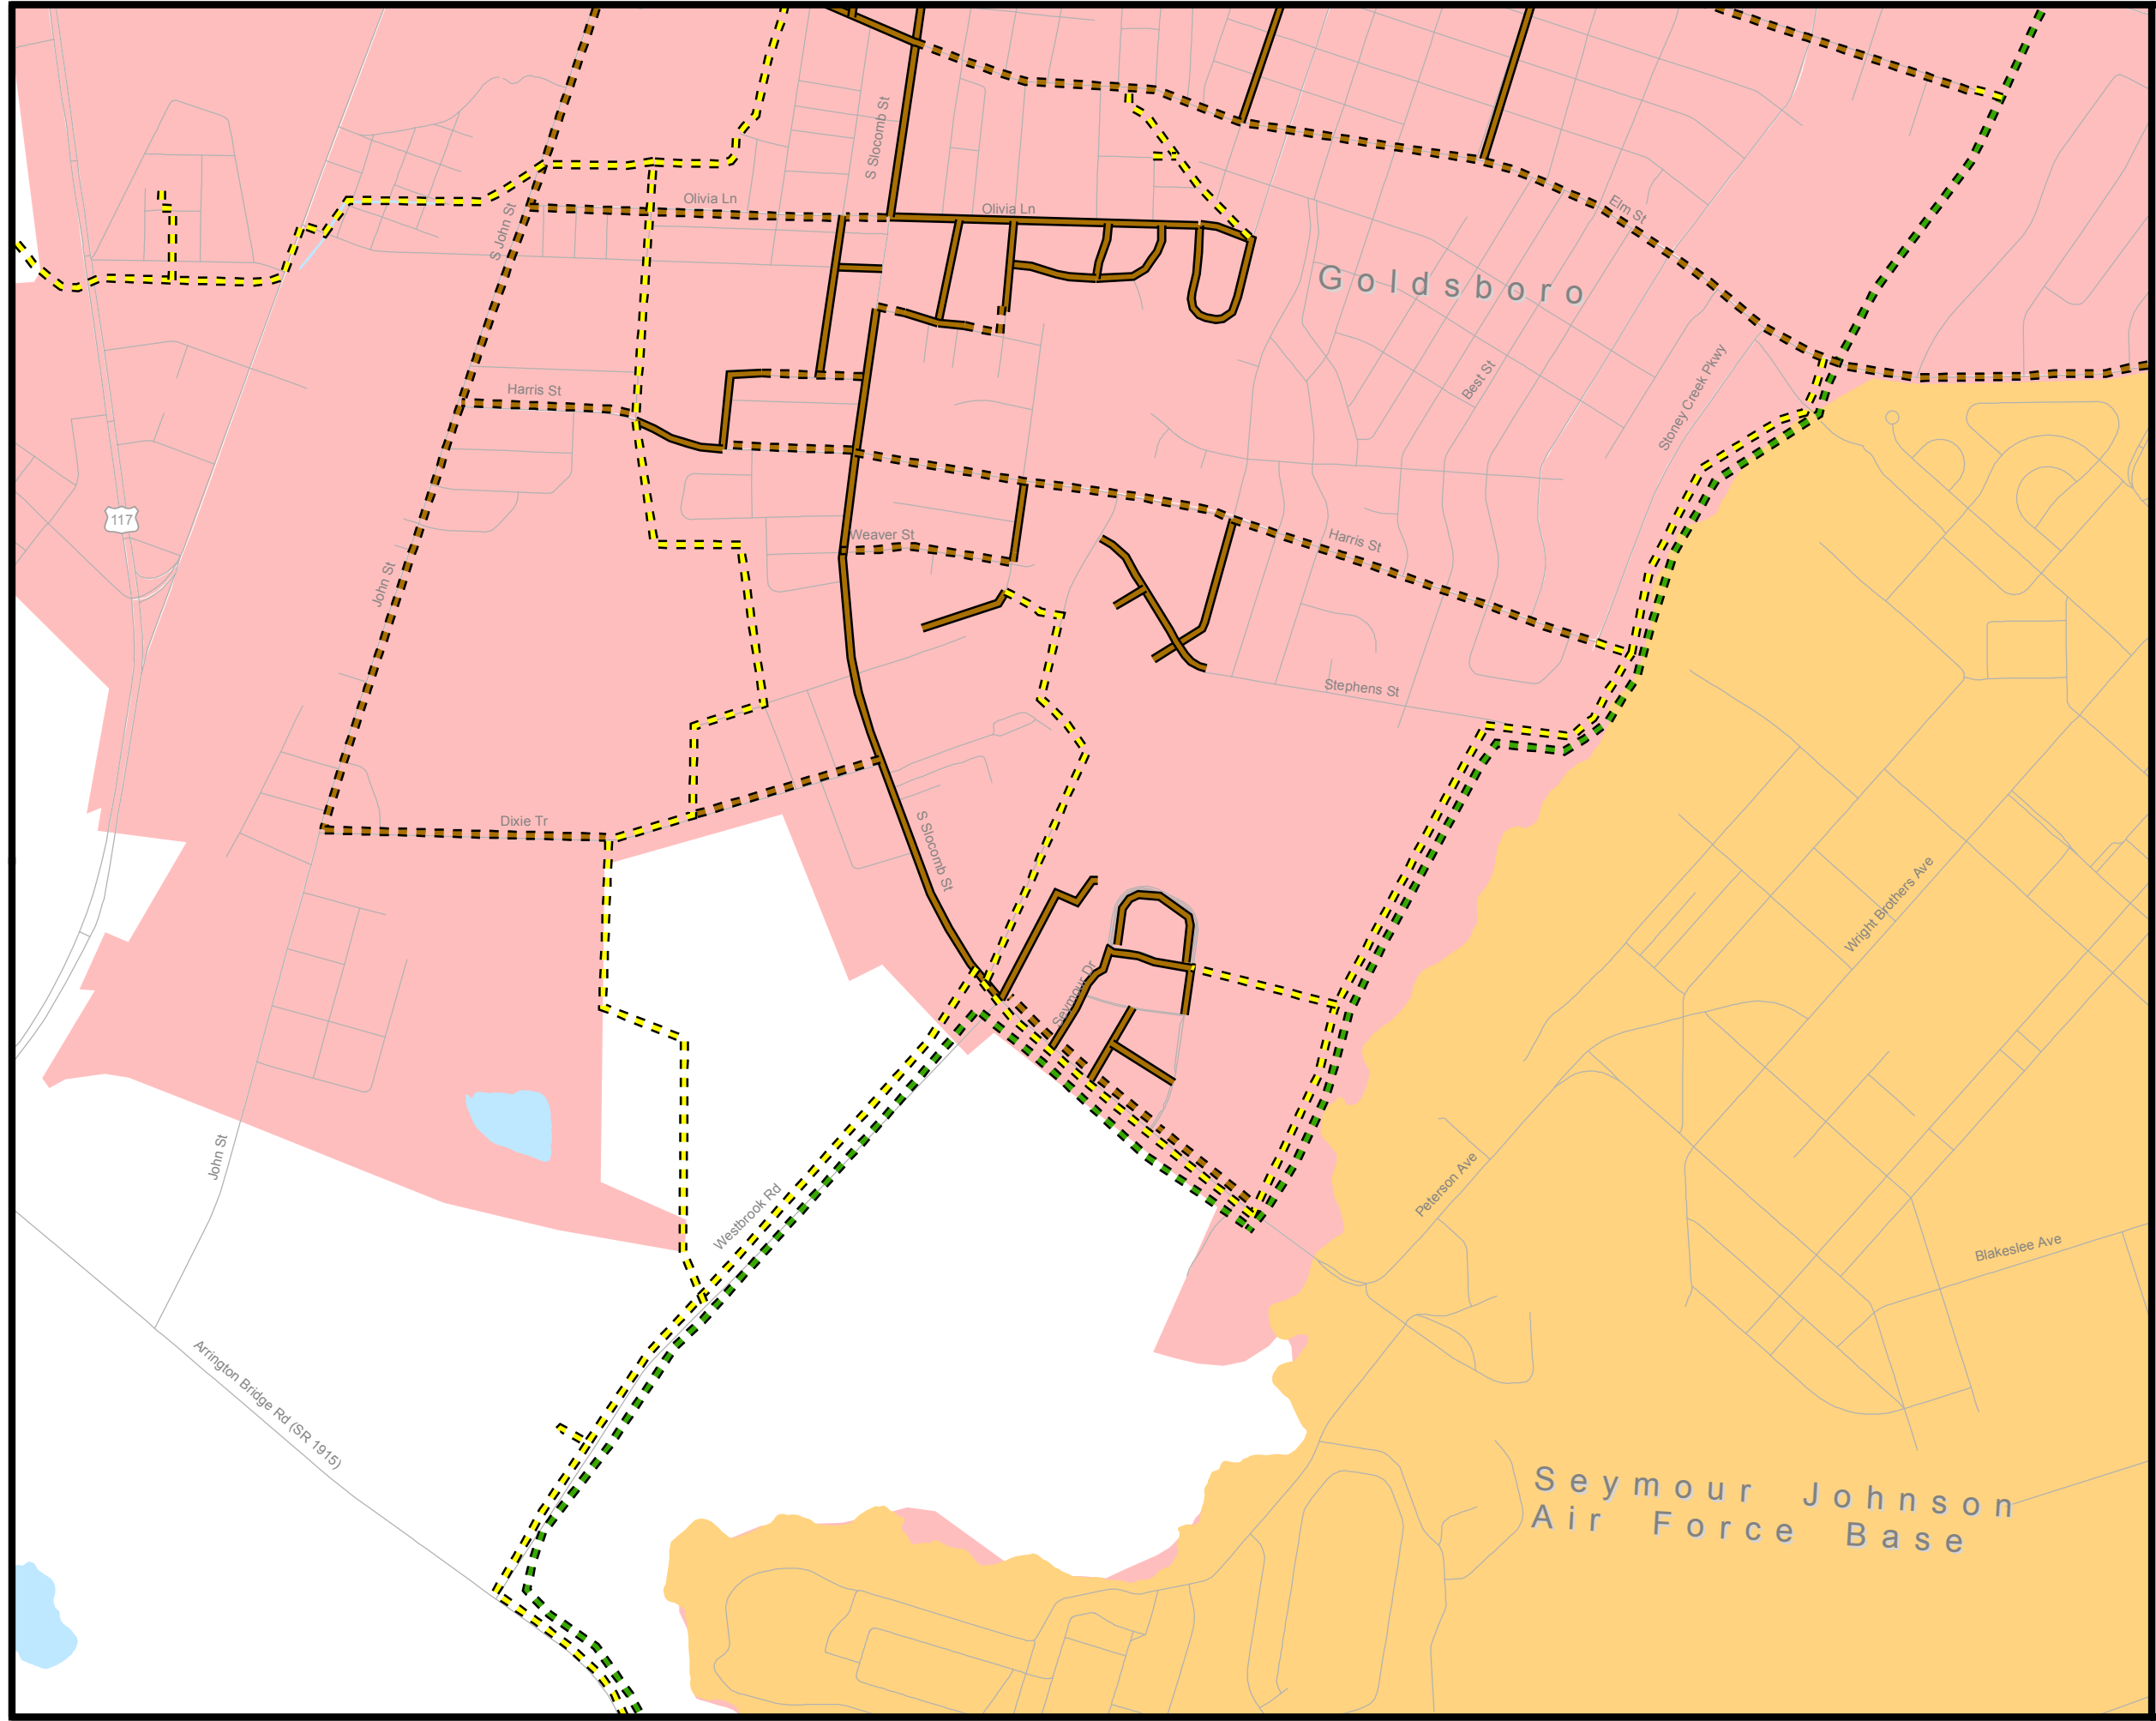 S Slocomb St
Olivia Ln
Olivia Ln
Elm St
S John St
Goldsboro
Harris St
Best St
Stoney Creek Pkwy
117
Weaver St
Harris St
John St
Stephens St
Dixie Tr
S Slocomb St
Wright Brothers Ave
Seymour Dr
John St
Peterson Ave
Westbrook Rd
Blakeslee Ave
Arrington Bridge Rd (SR 1915)
Seymour Johnson
Air Force Base